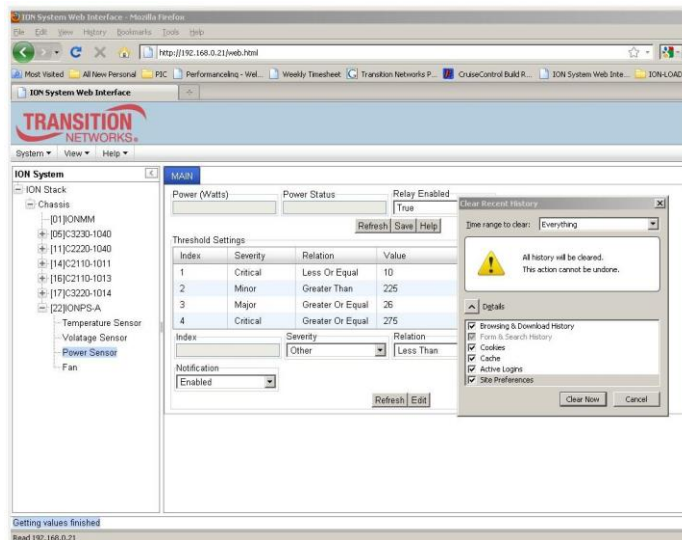 ION System Web Interface - Mozilla Firefox
File Edit View History Bookmarks Tools Help
http://192.168.0.21/web.html
Most Visited All New Personal PIC Performanceing - Wel... Weekly Timesheet Transition Networks P... CruiseControl Build R... ION System Web Inte... ION-LOAD
ION System Web Interface
TRANSITION
NETWORKS®
System View Help
ION System
ION Stack
Chassis
[01]IONMM
[05]C3230-1040
[11]C2220-1040
[14]C2110-1011
[16]C2110-1013
[17]C3220-1014
[22]IONPS-A
Temperature Sensor
Volatage Sensor
Power Sensor
Fan
MAIN
Power (Watts) Power Status Relay Enabled
True
Refresh Save Help
Threshold Settings
Index Severity Relation Value
1 Critical Less Or Equal 10
2 Minor Greater Than 225
3 Major Greater Or Equal 26
4 Critical Greater Or Equal 275
Index Severity Relation
Other Less Than
Notification
Enabled
Refresh Edit
Clear Recent History
Time range to clear: Everything
All history will be cleared.
This action cannot be undone.
Details
Browsing & Download History
Form & Search History
Cookies
Cache
Active Logins
Site Preferences
Clear Now Cancel
Getting values finished
Read 192.168.0.21